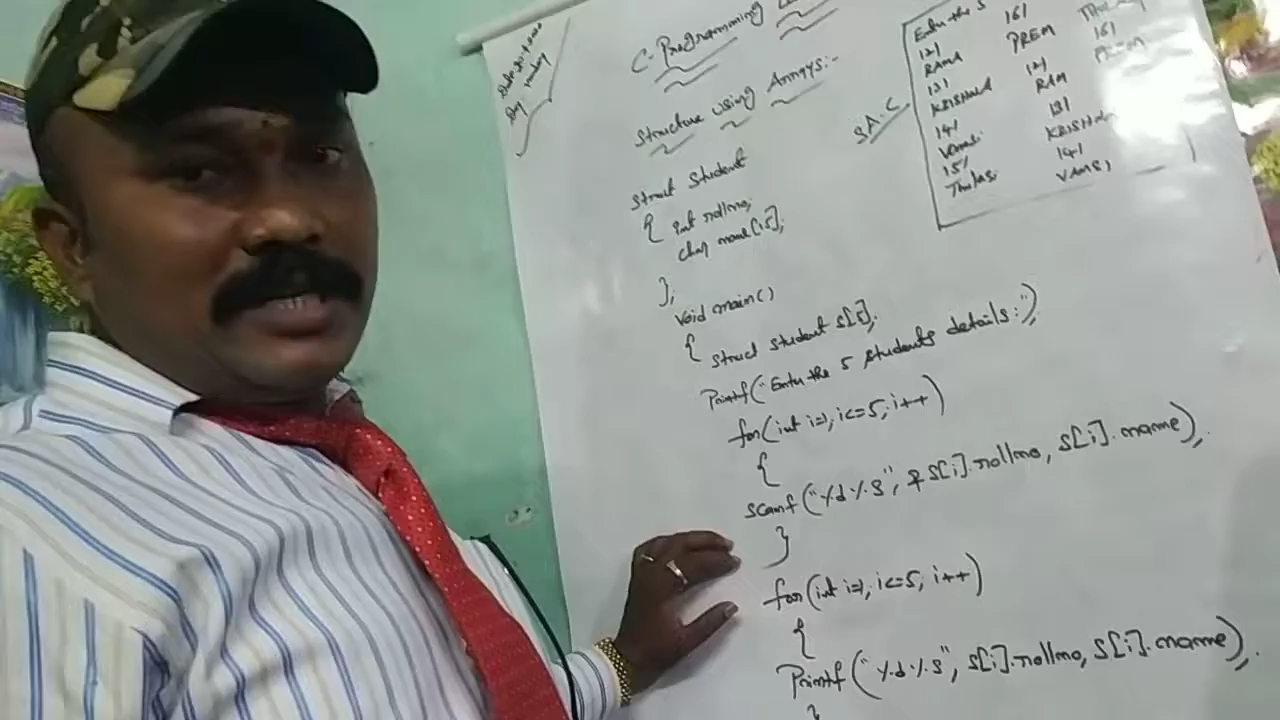 C-Programming
Structure using Arrays:-
struct student
{ int rollno;
char name[15];
};
void main()
{ struct student s[5];
Printf("Enter the 5 students details:");
for(int i=1; i<=5; i++)
{
scanf("%d%s", &s[i].rollno, s[i].name);
}
for(int i=1; i<=5; i++)
{
Printf("%d%s", s[i].rollno, s[i].name);
}
S.A.C
Enter the 5
121
RAMA
131
KRISHNA
141
Vamsi
151
Thulasi
161
PREM
121
RAM
131
KRISHna
141
VAMSI
161